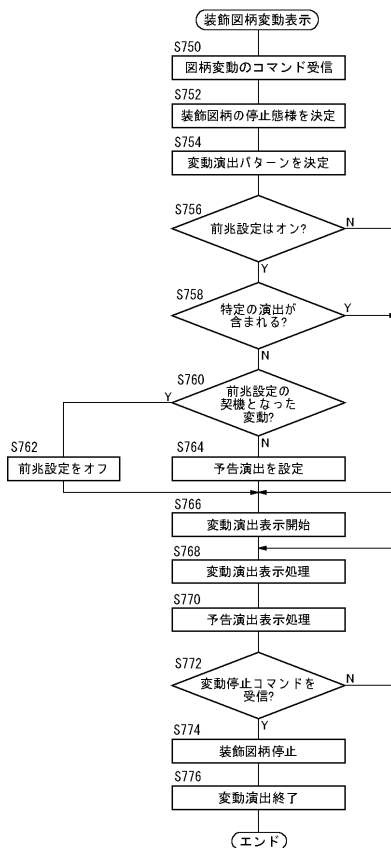 装飾図柄変動表示
S750
図柄変動のコマンド受信
S752
装飾図柄の停止態様を決定
S754
変動演出パターンを決定
S756
前兆設定はオン?
N
Y
S758
特定の演出が
含まれる?
Y
N
S760
前兆設定の
契機となった
変動?
Y
N
S762
前兆設定をオフ
S764
予告演出を設定
S766
変動演出表示開始
S768
変動演出表示処理
S770
予告演出表示処理
S772
変動停止コマンドを
受信?
N
Y
S774
装飾図柄停止
S776
変動演出終了
エンド